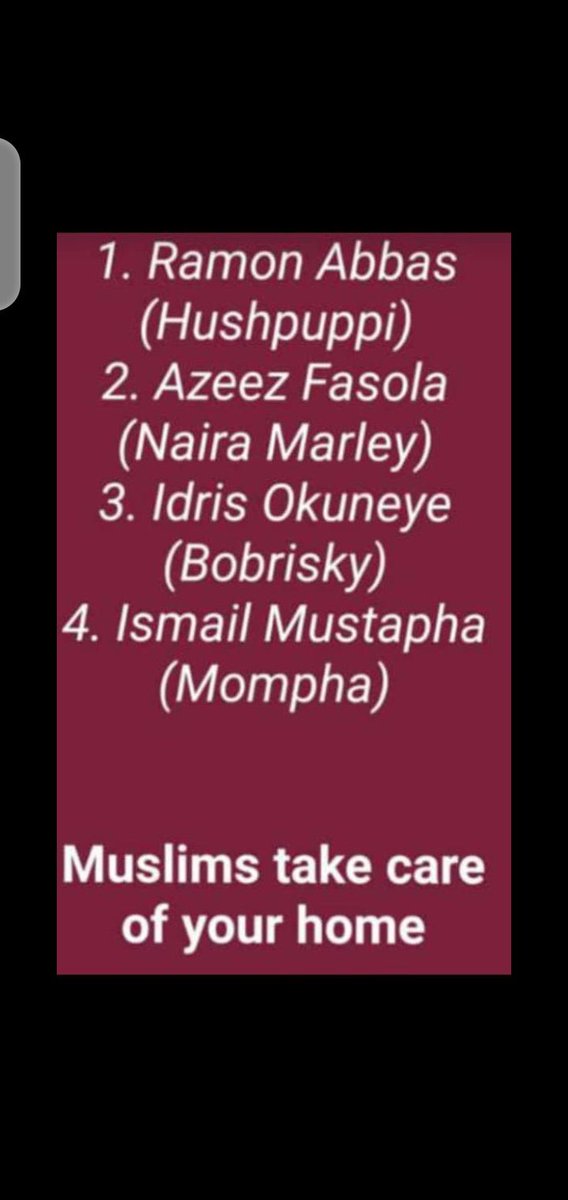 1. Ramon Abbas
(Hushpuppi)
2. Azeez Fasola
(Naira Marley)
3. Idris Okuneye
(Bobrisky)
4. Ismail Mustapha
(Mompha)
Muslims take care
of your home